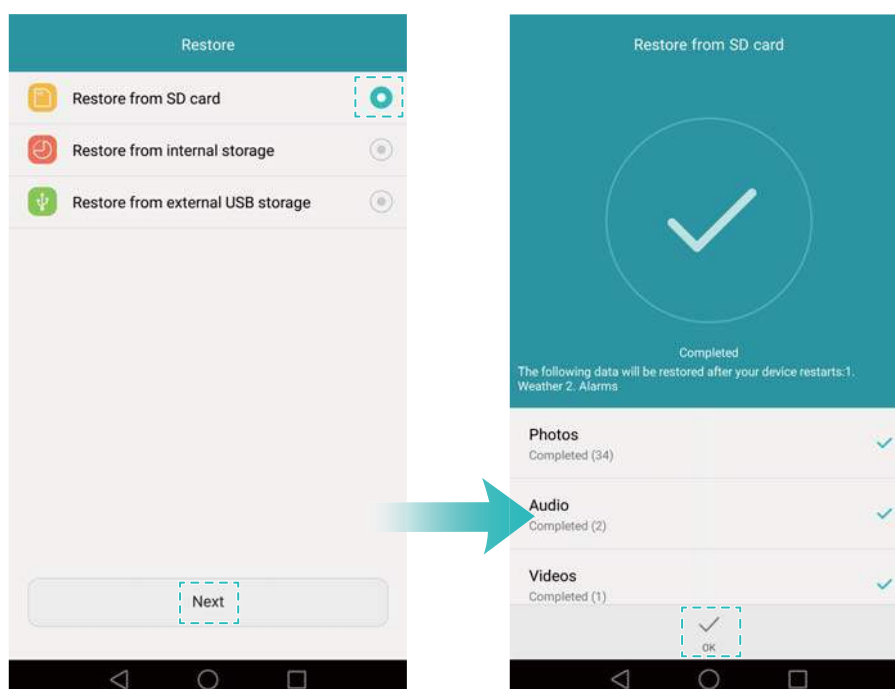 Restore
Restore from SD card
Restore from internal storage
Restore from external USB storage
Next
Restore from SD card
Completed
The following data will be restored after your device restarts:1.
Weather 2. Alarms
Photos
Completed (34)
Audio
Completed (2)
Videos
Completed (1)
OK